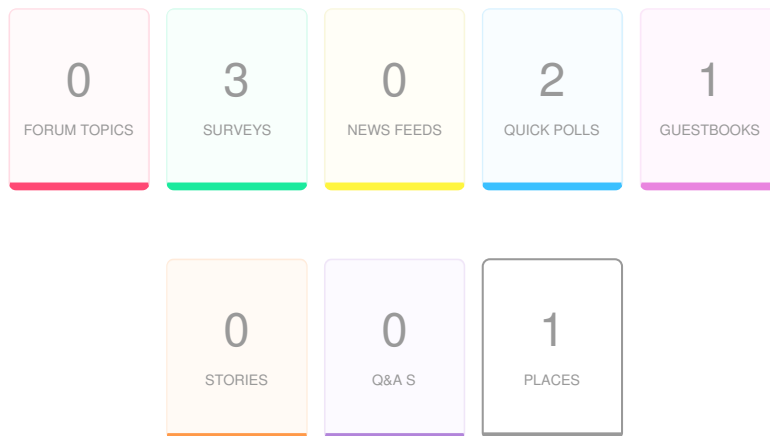 0 3 0 2 1
FORUM TOPICS SURVEYS NEWS FEEDS QUICK POLLS GUESTBOOKS
0 0 1
STORIES Q&A S PLACES